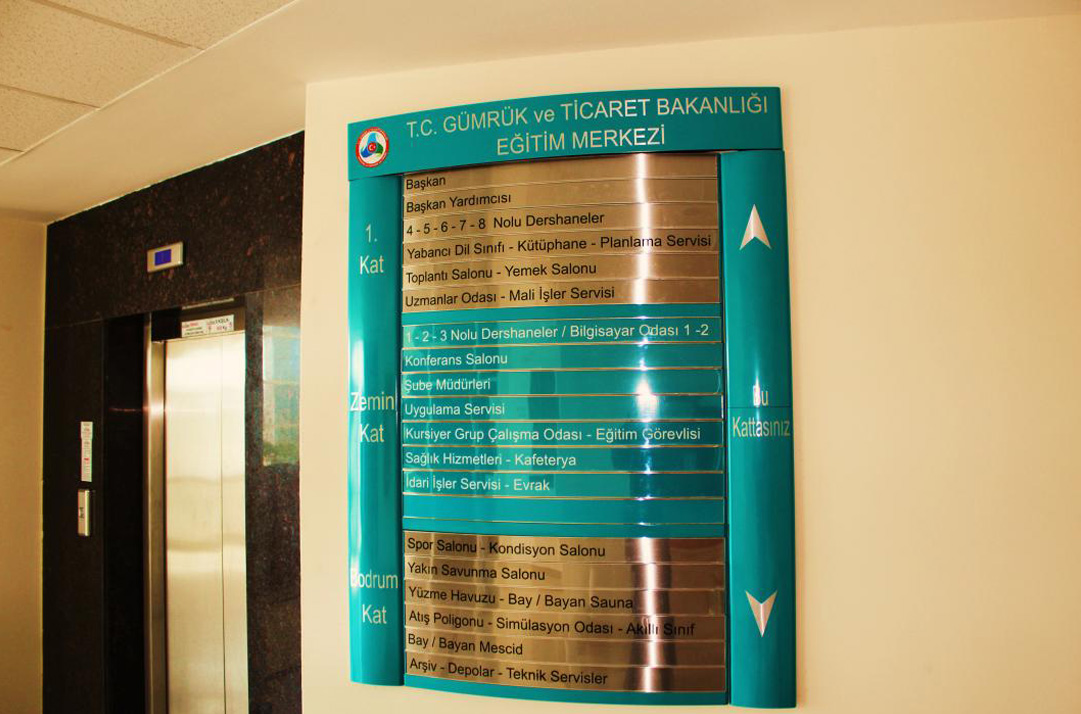 T.C. GÜMRÜK ve TİCARET BAKANLIĞI
EĞİTİM MERKEZİ
1.
Kat
Başkan
Başkan Yardımcısı
4 - 5 - 6 - 7 - 8 Nolu Dershaneler
Yabancı Dil Sınıfı - Kütüphane - Planlama Servisi
Toplantı Salonu - Yemek Salonu
Uzmanlar Odası - Mali İşler Servisi
Zemin
Kat
1 - 2 - 3 Nolu Dershaneler / Bilgisayar Odası 1 -2
Konferans Salonu
Şube Müdürleri
Uygulama Servisi
Kursiyer Grup Çalışma Odası - Eğitim Görevlisi
Sağlık Hizmetleri - Kafeterya
İdari İşler Servisi - Evrak
Bu
Kattasınız
Bodrum
Kat
Spor Salonu - Kondisyon Salonu
Yakın Savunma Salonu
Yüzme Havuzu - Bay / Bayan Sauna
Atış Poligonu - Simülasyon Odası - Akıllı Sınıf
Bay / Bayan Mescid
Arşiv - Depolar - Teknik Servisler